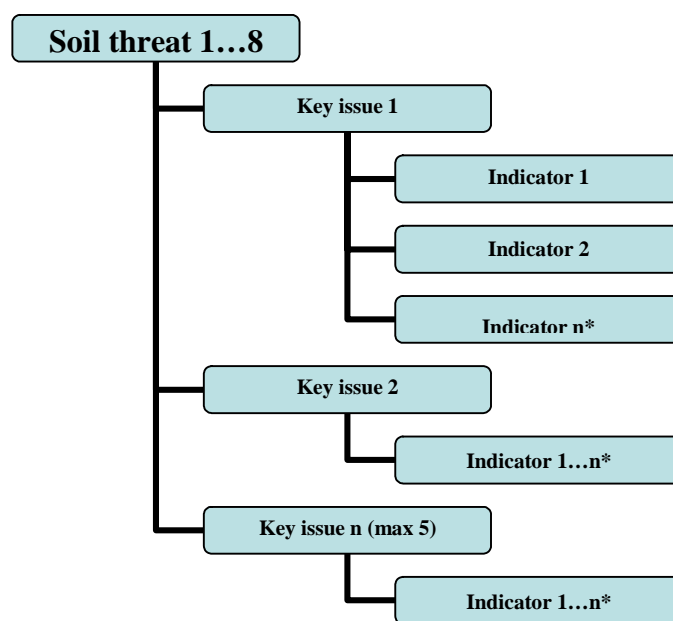 Soil threat 1…8
Key issue 1
Indicator 1
Indicator 2
Indicator n*
Key issue 2
Indicator 1…n*
Key issue n (max 5)
Indicator 1…n*